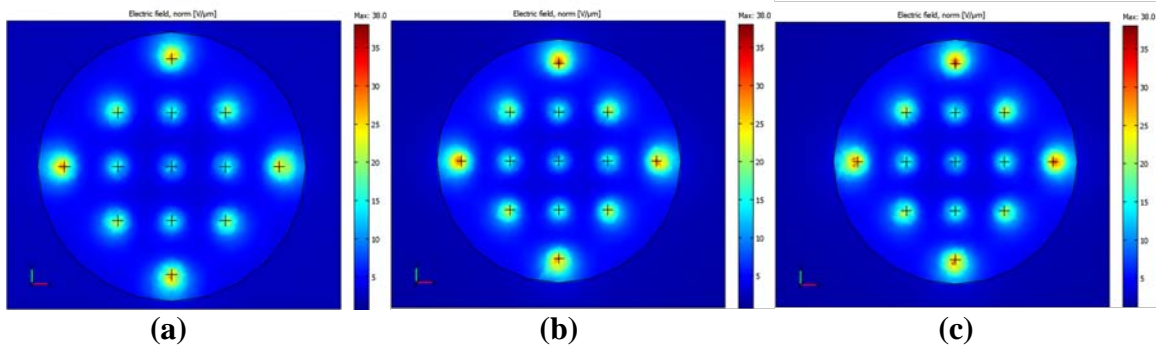 Electric field, norm [V/μm] Max: 38.0 Electric field, norm [V/μm] Max: 38.0 Electric field, norm [V/μm] Max: 38.0
35 35 35
30 30 30
25 25 25
20 20 20
15 15 15
10 10 10
5 5 5
(a) (b) (c)